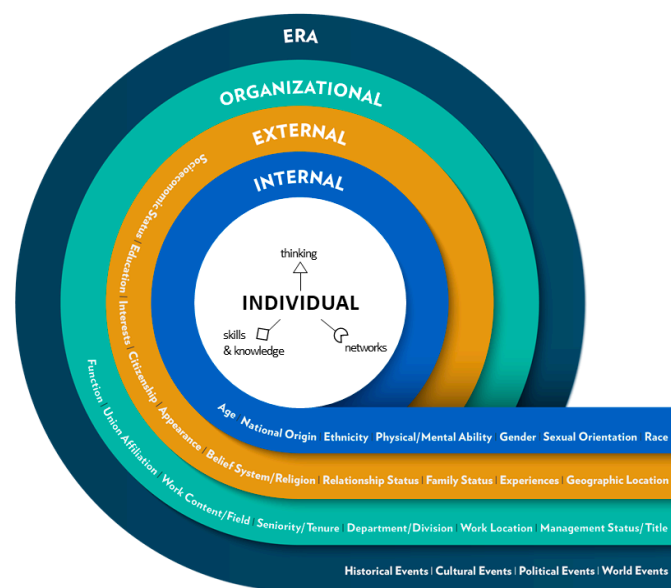 ERA
ORGANIZATIONAL
EXTERNAL
INTERNAL
thinking
INDIVIDUAL
skills
& knowledge
networks
Age National Origin | Ethnicity | Physical/Mental Ability | Gender | Sexual Orientation | Race
Socioeconomic Status | Education | Interests | Citizenship | Appearance | Belief System/Religion | Relationship Status | Family Status | Experiences | Geographic Location
Function | Union Affiliation | Work Content/Field | Seniority/Tenure | Department/Division | Work Location | Management Status/Title
Historical Events | Cultural Events | Political Events | World Events